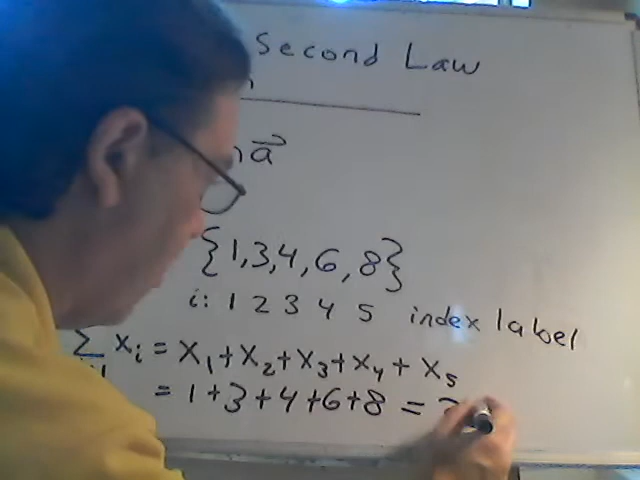 Second Law
a⃗
{1,3,4,6,8}
i: 1 2 3 4 5 index label
∑ xᵢ = x₁+x₂+x₃+x₄+x₅
= 1+3+4+6+8 =